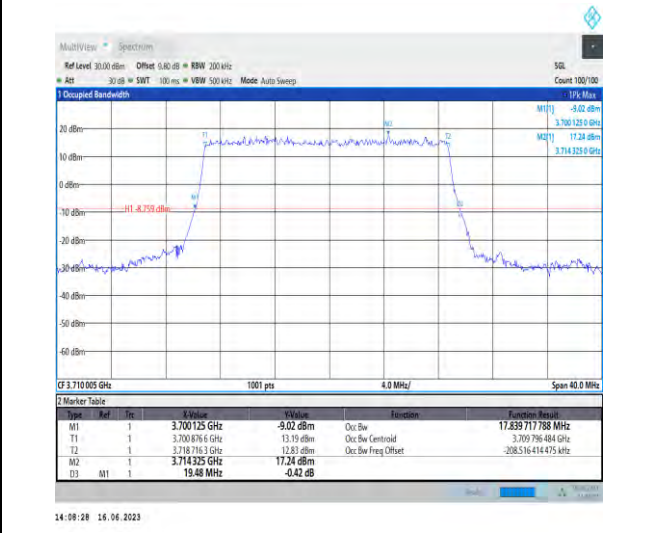 MultiView Spectrum
Ref Level 30.00 dBm Offset 9.80 dB RBW 200 kHz SGL
Att 30 dB SWT 100 ms VBW 500 kHz Mode Auto Sweep Count 100/100
1 Occupied Bandwidth 1Pk Max
M1[1] -9.02 dBm
3.700 125 0 GHz
M2[1] 17.24 dBm
3.714 325 0 GHz
20 dBm
10 dBm
0 dBm
-10 dBm
-20 dBm
-30 dBm
-40 dBm
-50 dBm
-60 dBm
T1
M2
T2
M1
D3
H1 -8.759 dBm
CF 3.710 005 GHz 1001 pts 4.0 MHz/ Span 40.0 MHz
2 Marker Table
Type Ref Trc X-Value Y-Value Function Function Result
M1 1 3.700 125 GHz -9.02 dBm Occ Bw 17.839 717 788 MHz
T1 1 3.700 876 6 GHz 13.19 dBm Occ Bw Centroid 3.709 796 484 GHz
T2 1 3.718 716 3 GHz 12.83 dBm Occ Bw Freq Offset -208.516 414 475 kHz
M2 1 3.714 325 GHz 17.24 dBm
D3 M1 1 19.48 MHz -0.42 dB
14:08:28 16.06.2023